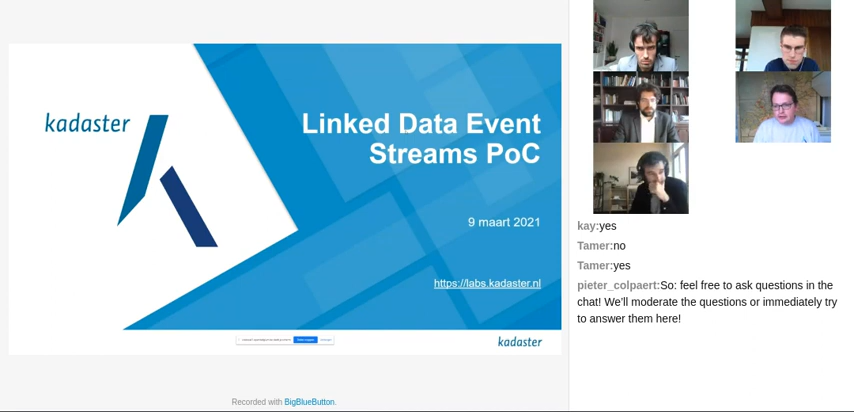 kadaster
Linked Data Event
Streams PoC
9 maart 2021
https://labs.kadaster.nl
kadaster
Recorded with BigBlueButton.
kay:yes
Tamer:no
Tamer:yes
pieter_colpaert:So: feel free to ask questions in the
chat! We'll moderate the questions or immediately try
to answer them here!